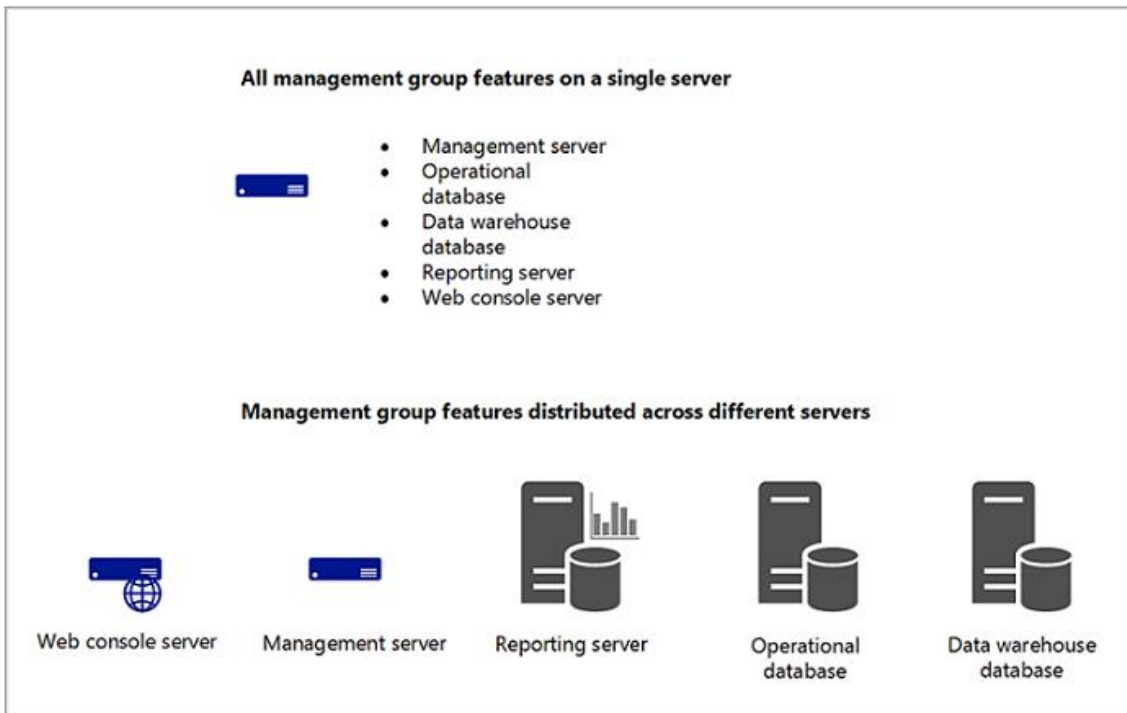 All management group features on a single server
• Management server
• Operational
database
• Data warehouse
database
• Reporting server
• Web console server
Management group features distributed across different servers
Web console server
Management server
Reporting server
Operational
database
Data warehouse
database